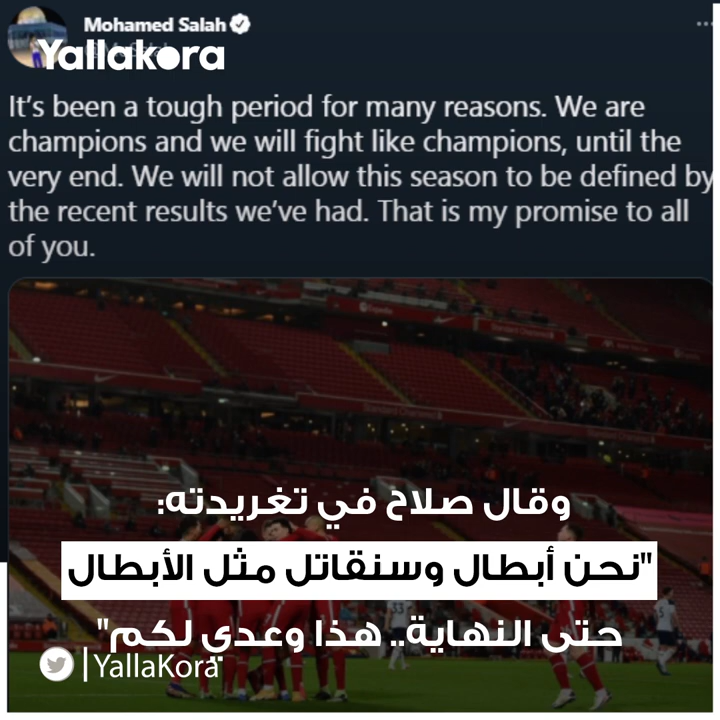 Mohamed Salah
Yallakora
It's been a tough period for many reasons. We are
champions and we will fight like champions, until the
very end. We will not allow this season to be defined by
the recent results we've had. That is my promise to all
of you.
وقال صلاح في تغريدته:
"نحن أبطال وسنقاتل مثل الأبطال
حتى النهاية.. هذا وعدي لكم"
33
|YallaKora